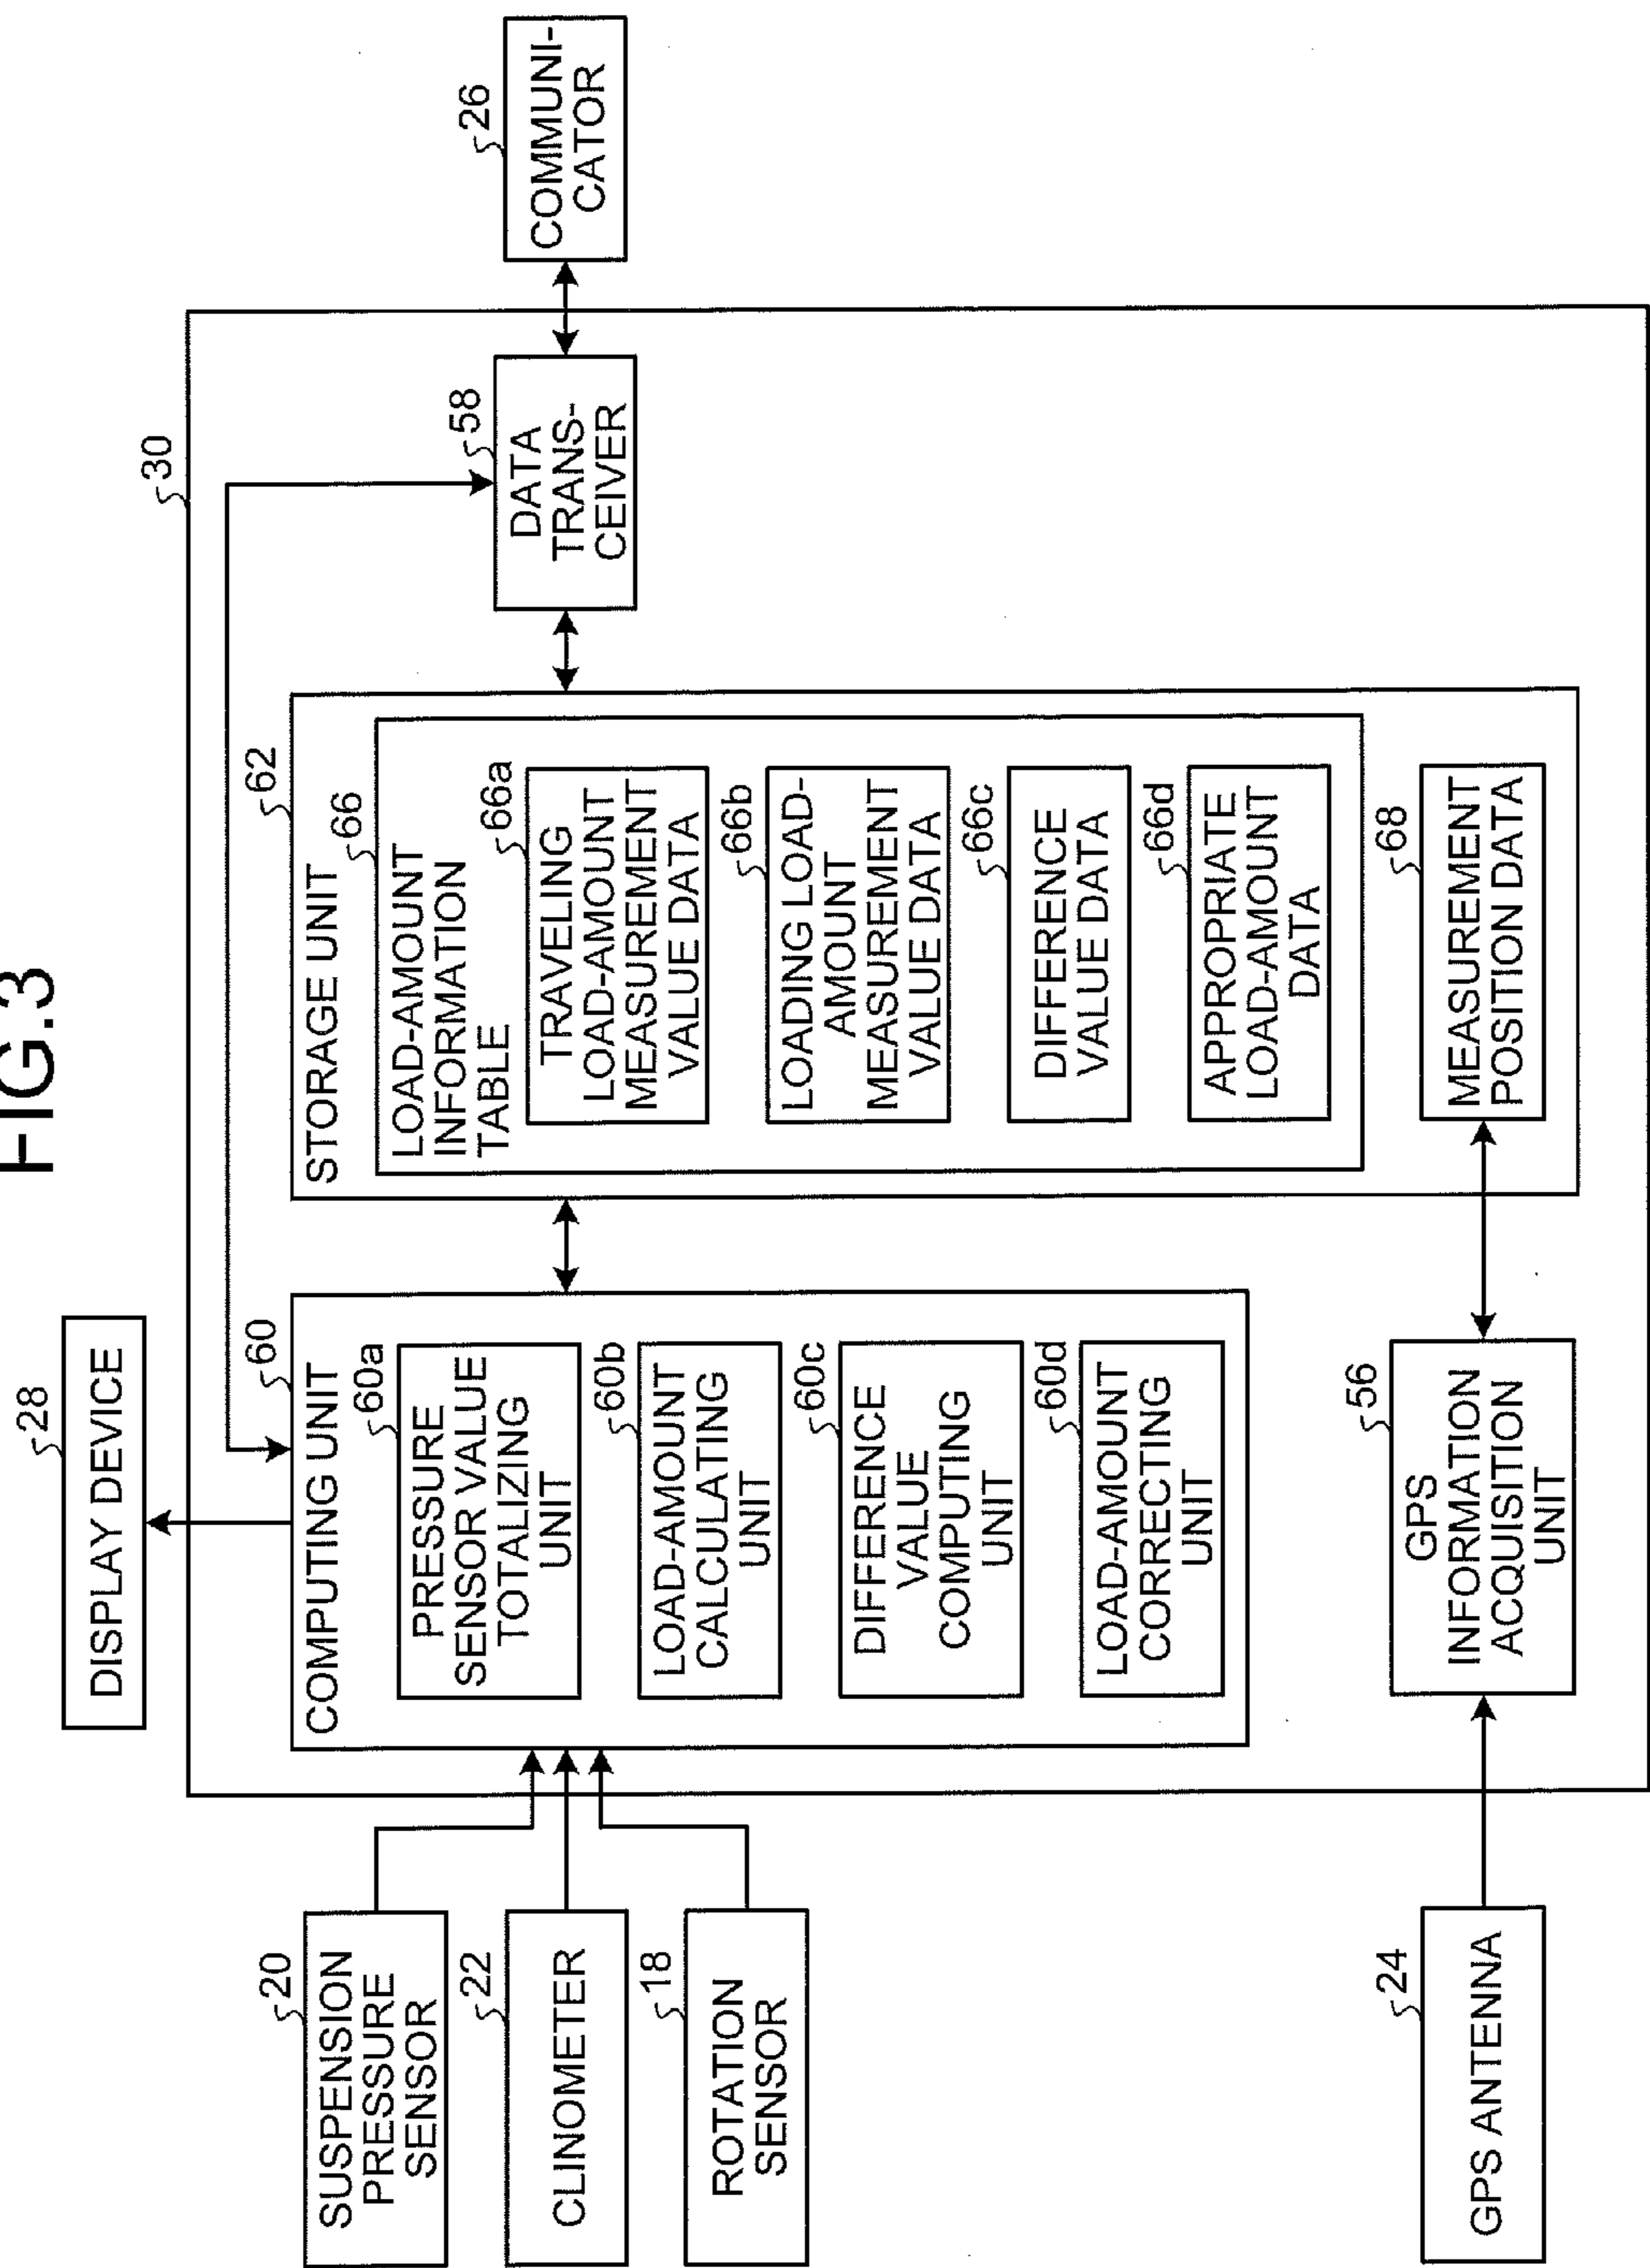 FIG.3
28
DISPLAY DEVICE
30
20
SUSPENSION
PRESSURE
SENSOR
22
CLINOMETER
18
ROTATION
SENSOR
24
GPS ANTENNA
60
COMPUTING UNIT
60a
PRESSURE
SENSOR VALUE
TOTALIZING
UNIT
60b
LOAD-AMOUNT
CALCULATING
UNIT
60c
DIFFERENCE
VALUE
COMPUTING
UNIT
60d
LOAD-AMOUNT
CORRECTING
UNIT
56
GPS
INFORMATION
ACQUISITION
UNIT
62
STORAGE UNIT
66
LOAD-AMOUNT
INFORMATION
TABLE
66a
TRAVELING
LOAD-AMOUNT
MEASUREMENT
VALUE DATA
66b
LOADING LOAD-
AMOUNT
MEASUREMENT
VALUE DATA
66c
DIFFERENCE
VALUE DATA
66d
APPROPRIATE
LOAD-AMOUNT
DATA
68
MEASUREMENT
POSITION DATA
58
DATA
TRANS-
CEIVER
26
COMMUNI-
CATOR